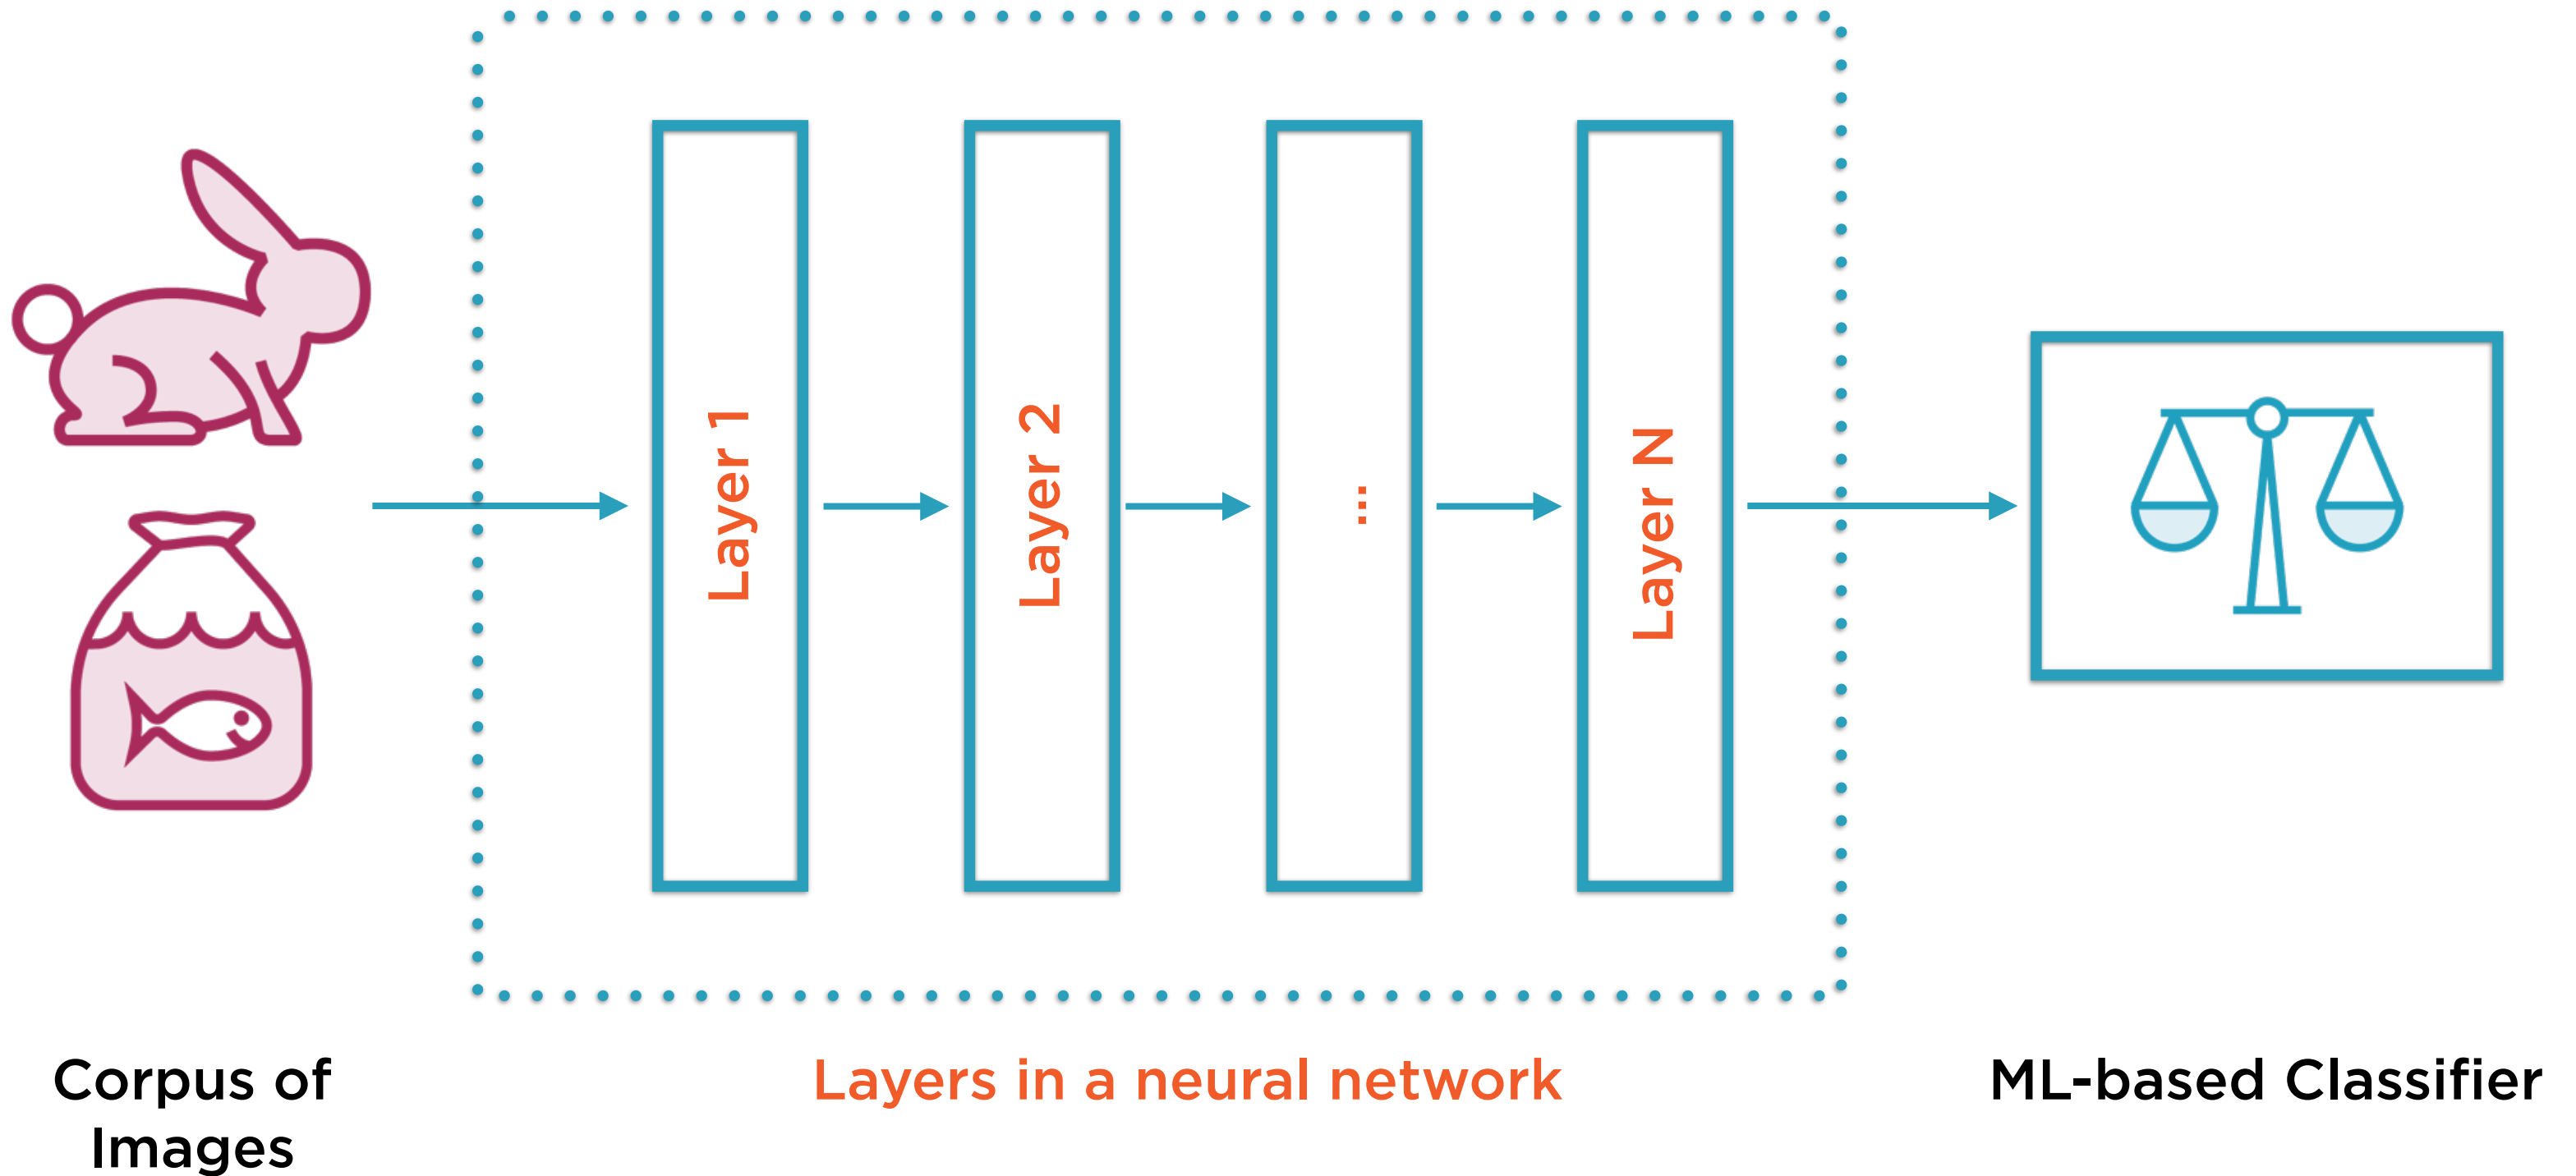 Layer 1
Layer 2
...
Layer N
Corpus of
Images
Layers in a neural network
ML-based Classifier